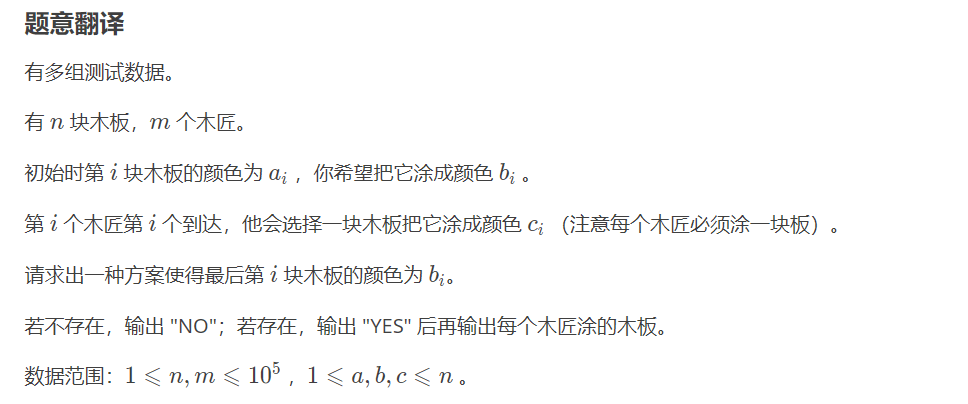 题意翻译
有多组测试数据。
有 n 块木板，m 个木匠。
初始时第 i 块木板的颜色为 a_i ，你希望把它涂成颜色 b_i 。
第 i 个木匠第 i 个到达，他会选择一块木板把它涂成颜色 c_i （注意每个木匠必须涂一块板）。
请求出一种方案使得最后第 i 块木板的颜色为 b_i。
若不存在，输出 "NO"；若存在，输出 "YES" 后再输出每个木匠涂的木板。
数据范围：1 ⩽ n, m ⩽ 10^5 ，1 ⩽ a, b, c ⩽ n 。